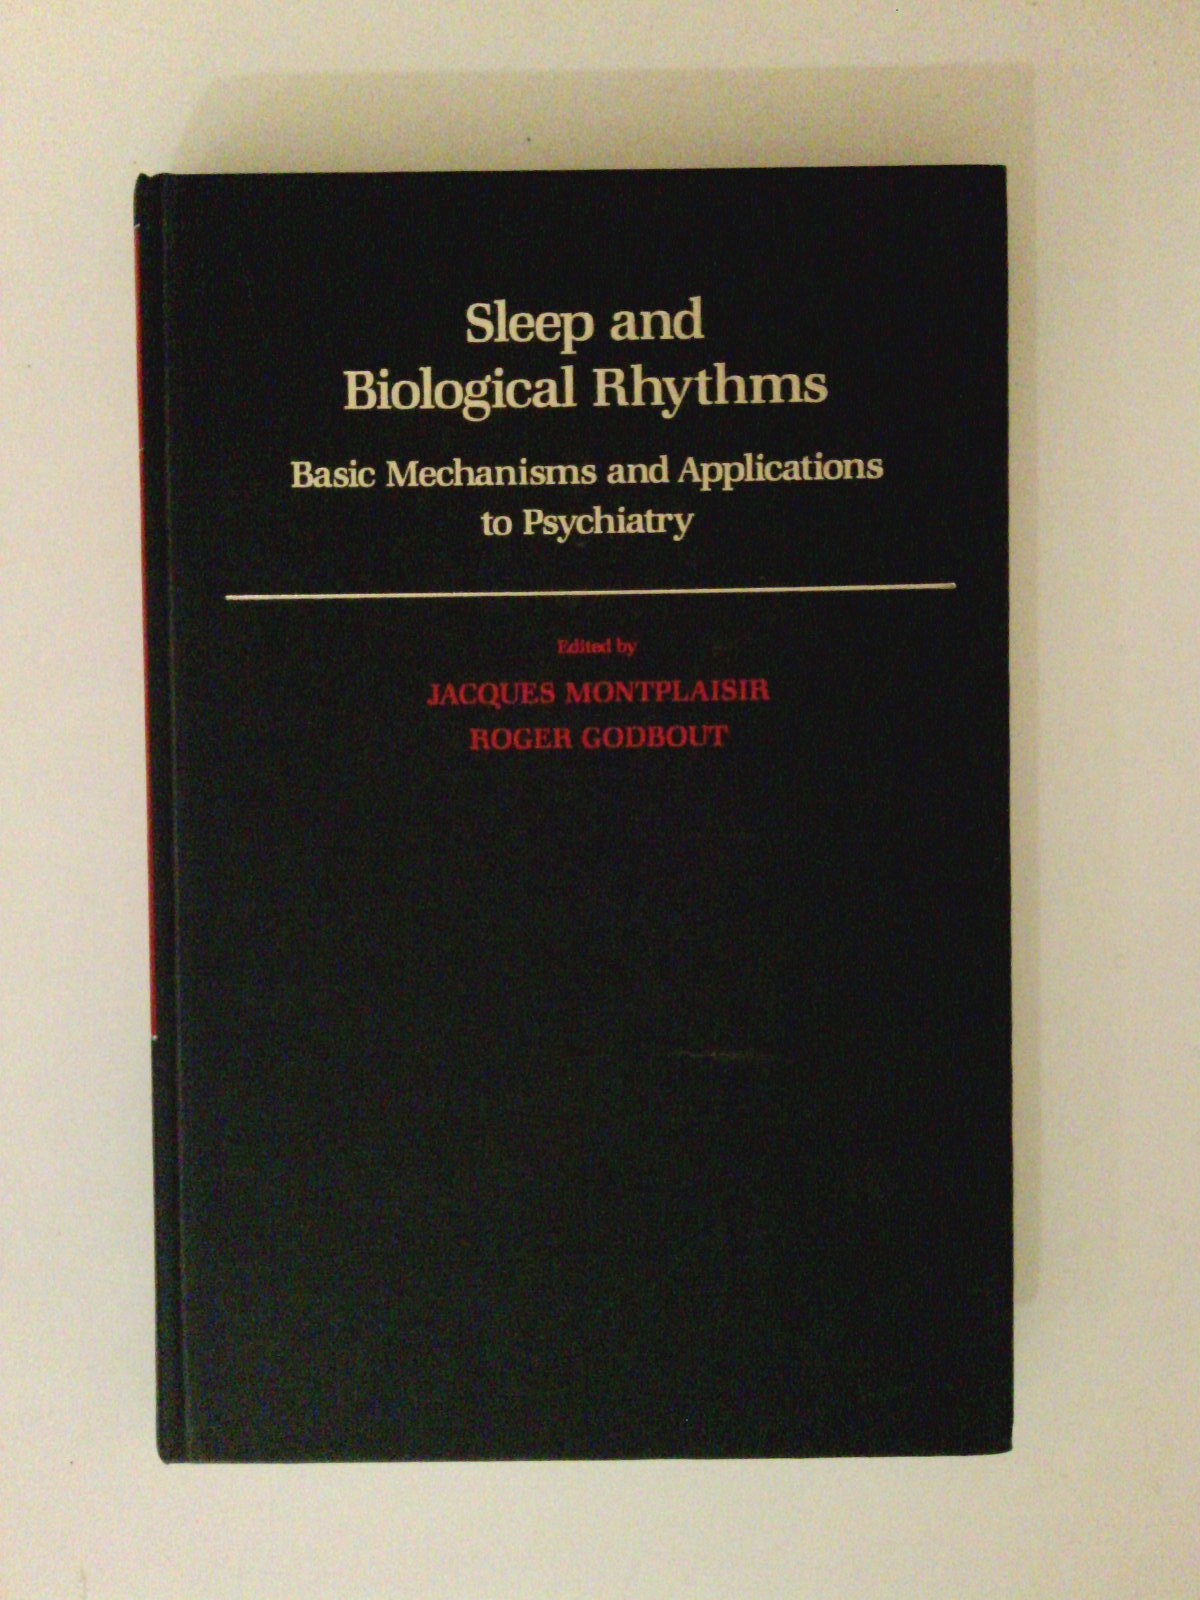 Sleep and
Biological Rhythms
Basic Mechanisms and Applications
to Psychiatry
Edited by
JACQUES MONTPLAISIR
ROGER GODBOUT